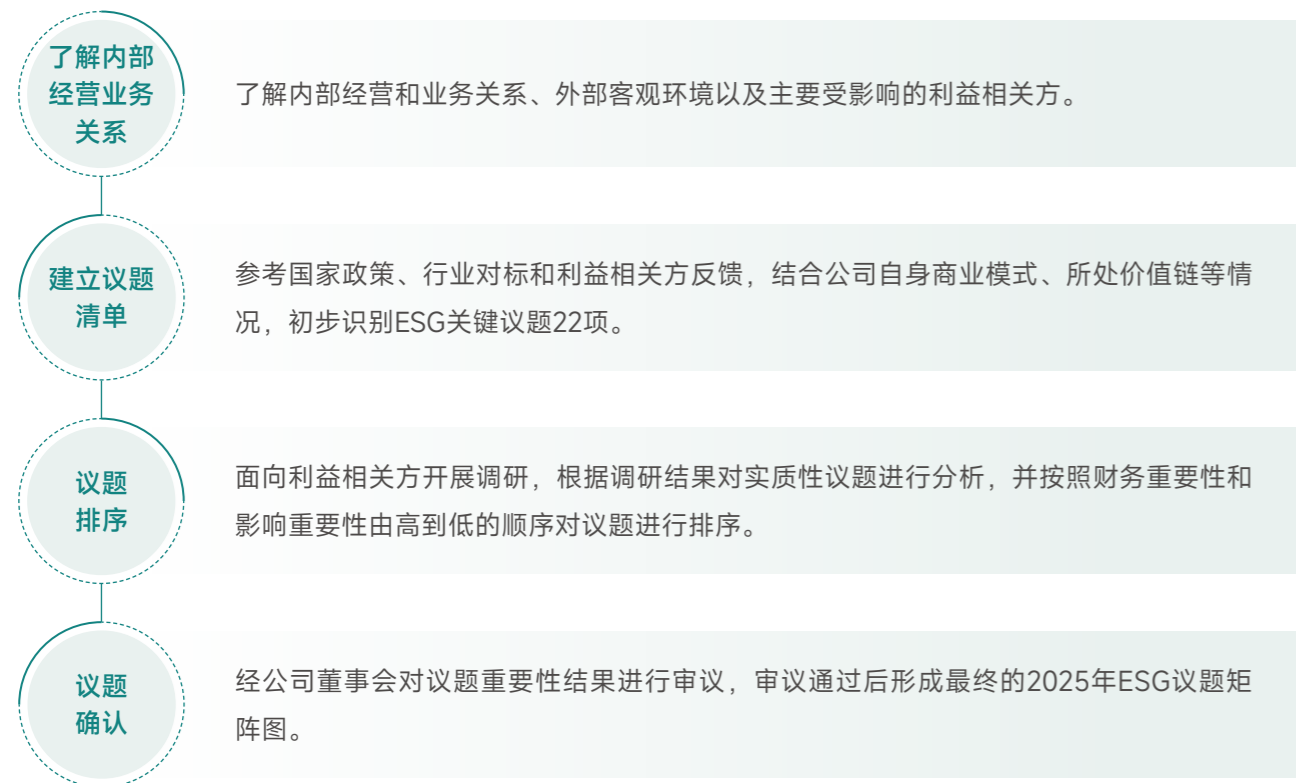 了解内部
经营业务
关系
了解内部经营和业务关系、外部客观环境以及主要受影响的利益相关方。
建立议题
清单
参考国家政策、行业对标和利益相关方反馈，结合公司自身商业模式、所处价值链等情
况，初步识别ESG关键议题22项。
议题
排序
面向利益相关方开展调研，根据调研结果对实质性议题进行分析，并按照财务重要性和
影响重要性由高到低的顺序对议题进行排序。
议题
确认
经公司董事会对议题重要性结果进行审议，审议通过后形成最终的2025年ESG议题矩
阵图。